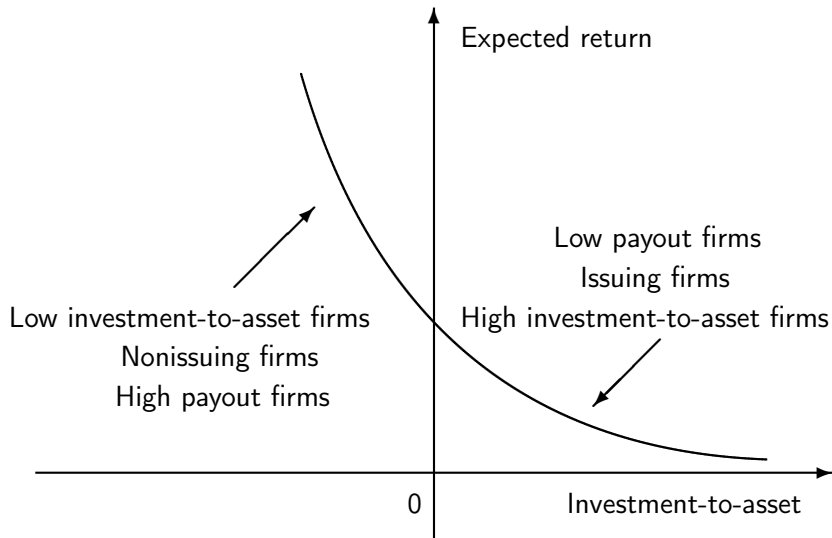 Expected return
Low payout firms
Issuing firms
High investment-to-asset firms
Low investment-to-asset firms
Nonissuing firms
High payout firms
0
Investment-to-asset